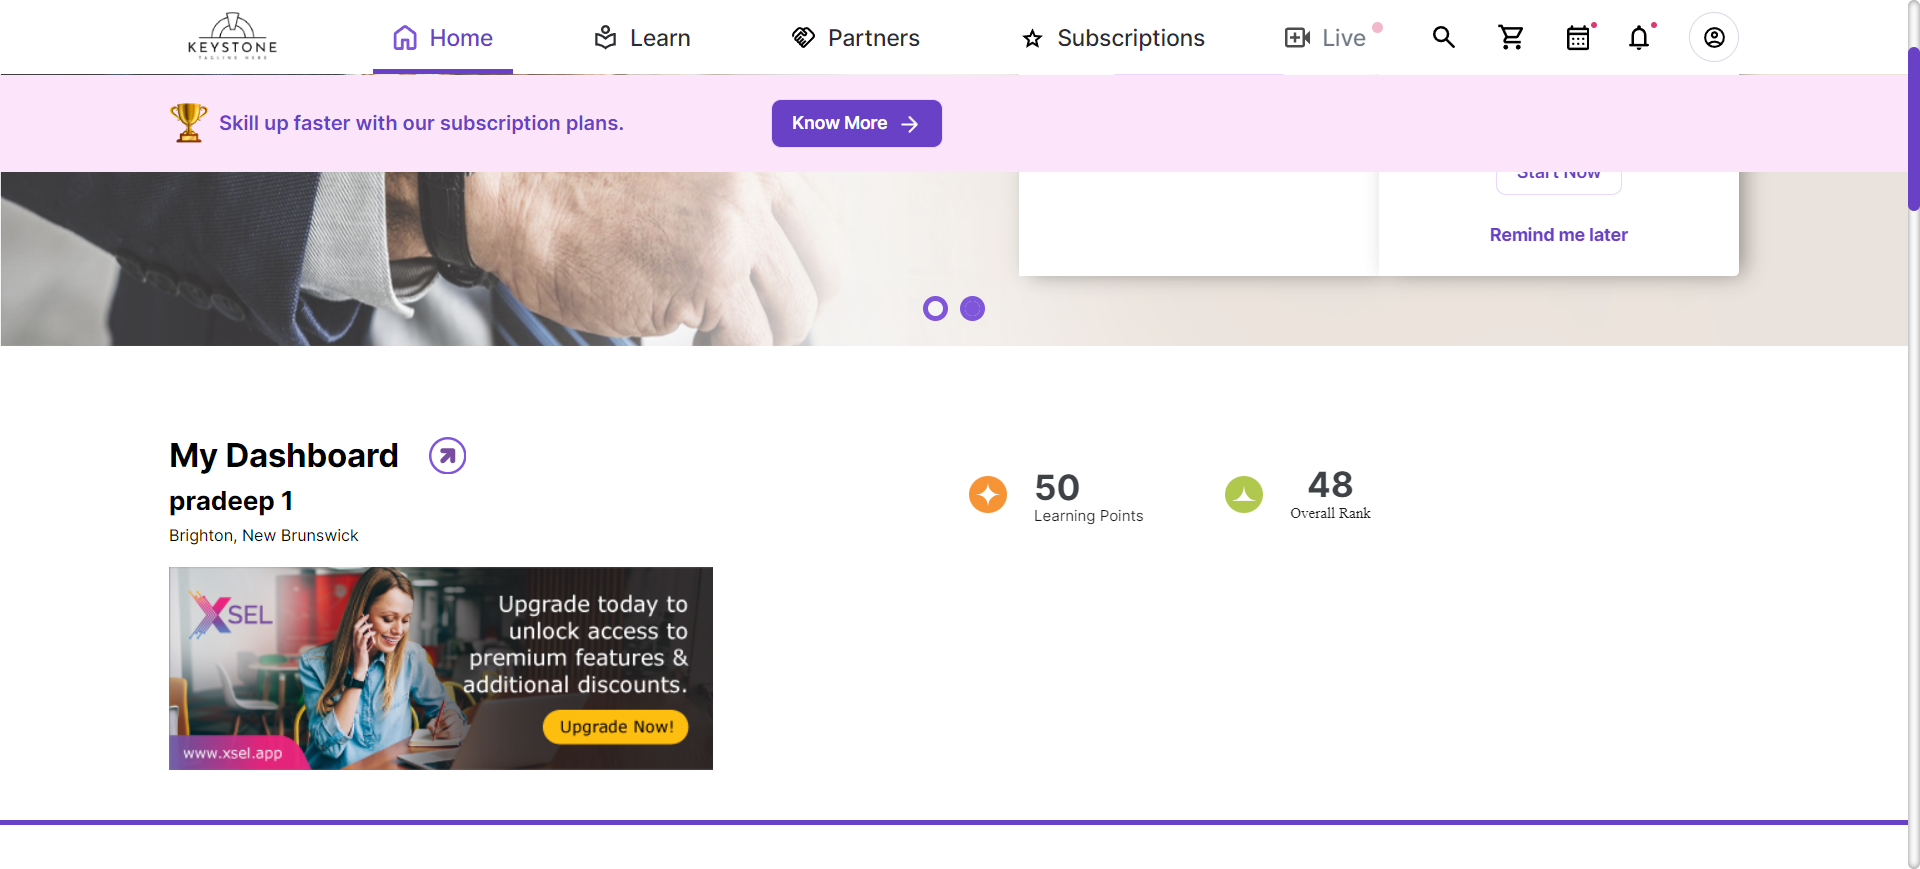 KEYSTONE
TAGLINE HERE
Home
Learn
Partners
Subscriptions
Live
Skill up faster with our subscription plans.
Know More
Start Now
Remind me later
My Dashboard
pradeep 1
Brighton, New Brunswick
50
Learning Points
48
Overall Rank
XSEL
Upgrade today to
unlock access to
premium features &
additional discounts.
Upgrade Now!
www.xsel.app